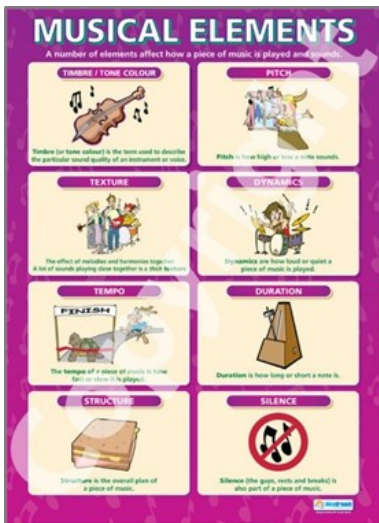 MUSICAL ELEMENTS
A number of elements affect how a piece of music is played and sounds.
TIMBRE / TONE COLOUR
Timbre (or tone colour) is the term used to describe
the particular sound quality of an instrument or voice.
PITCH
Pitch is how high or low a note sounds.
TEXTURE
The effect of melodies and harmonies together.
A lot of sounds playing close together is a thick texture.
DYNAMICS
Dynamics are how loud or quiet a
piece of music is played.
TEMPO
FINISH
The tempo of a piece of music is how
fast or slow it is played.
DURATION
Duration is how long or short a note is.
STRUCTURE
Structure is the overall plan of
a piece of music.
SILENCE
Silence (the gaps, rests and breaks) is
also part of a piece of music.
Copyright